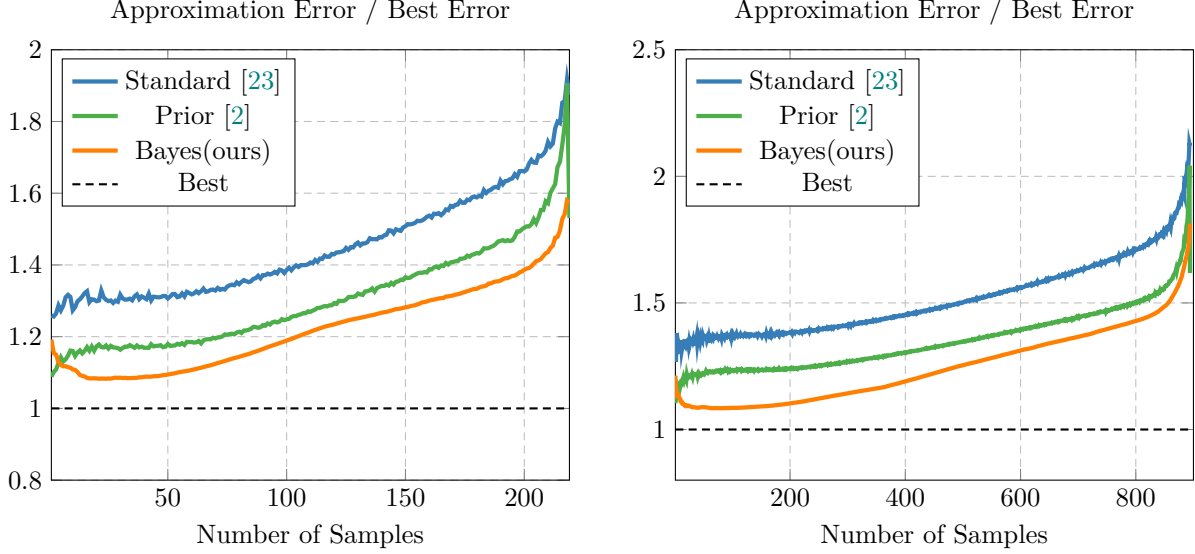 Approximation Error / Best Error
2
1.8
1.6
1.4
1.2
1
0.8
Standard [23]
Prior [2]
Bayes(ours)
Best
50
100
150
200
Number of Samples
Approximation Error / Best Error
2.5
2
1.5
1
Standard [23]
Prior [2]
Bayes(ours)
Best
200
400
600
800
Number of Samples